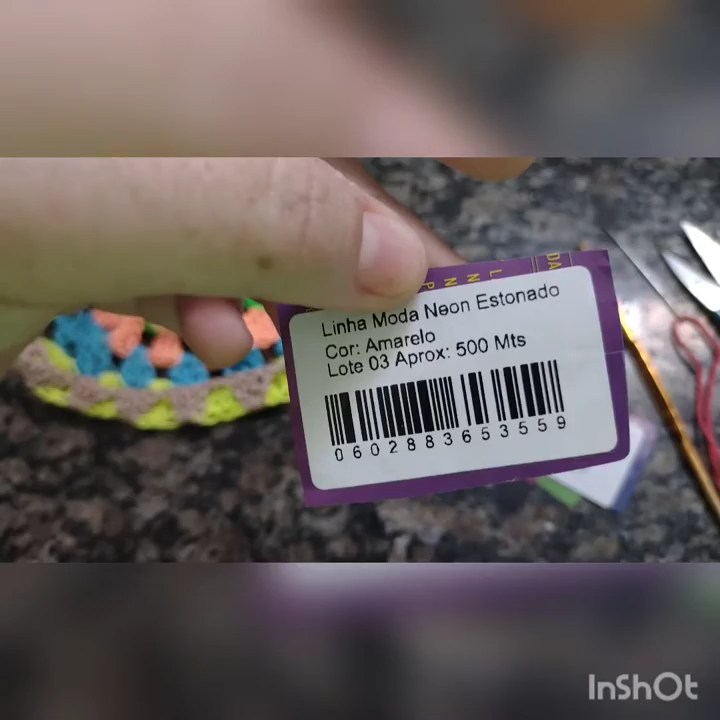 Linha Moda Neon Estonado
Cor: Amarelo
Lote 03 Aprox: 500 Mts
0602883653559
InShOt